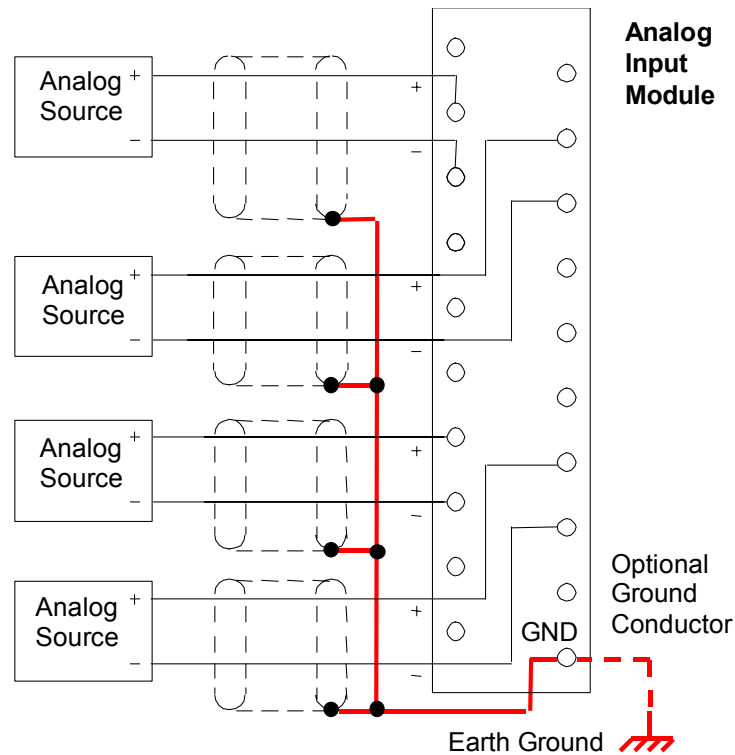 Analog
Input
Module
Analog
Source
+
−
+
−
Analog
Source
+
−
+
−
Analog
Source
+
−
+
−
Analog
Source
+
−
+
−
Optional
Ground
Conductor
GND
Earth Ground